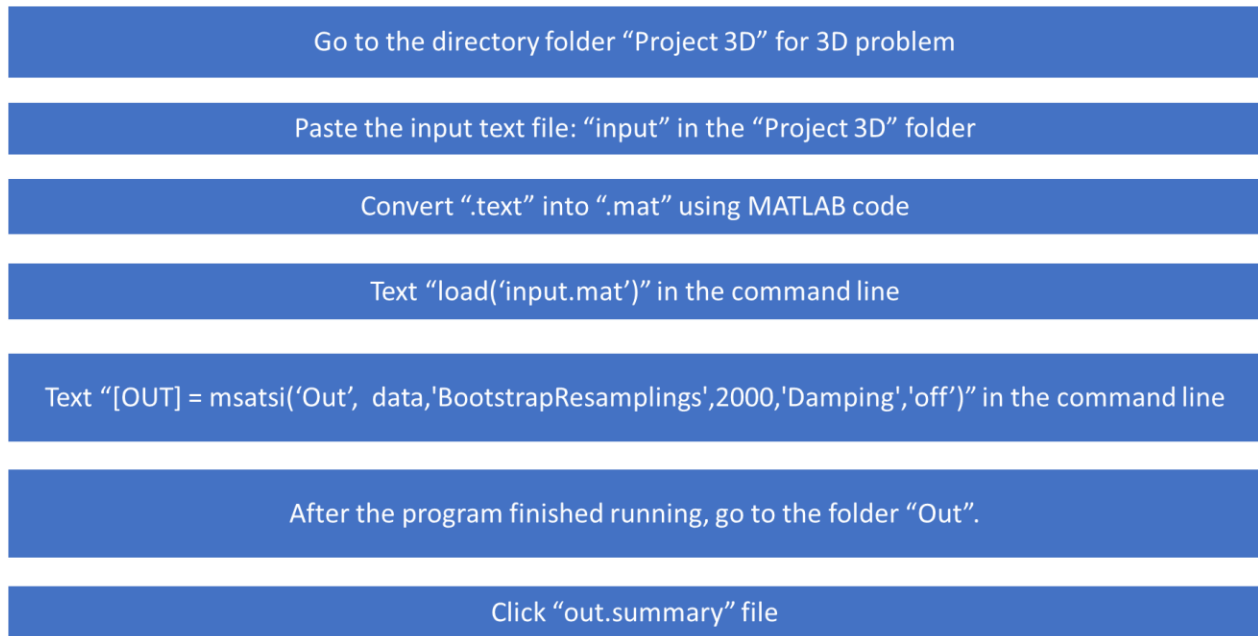 Go to the directory folder “Project 3D” for 3D problem
Paste the input text file: “input” in the “Project 3D” folder
Convert “.text” into “.mat” using MATLAB code
Text “load(‘input.mat’)” in the command line
Text “[OUT] = msatsi(‘Out’,  data,'BootstrapResamplings',2000,'Damping','off’)” in the command line
After the program finished running, go to the folder “Out”.
Click “out.summary” file